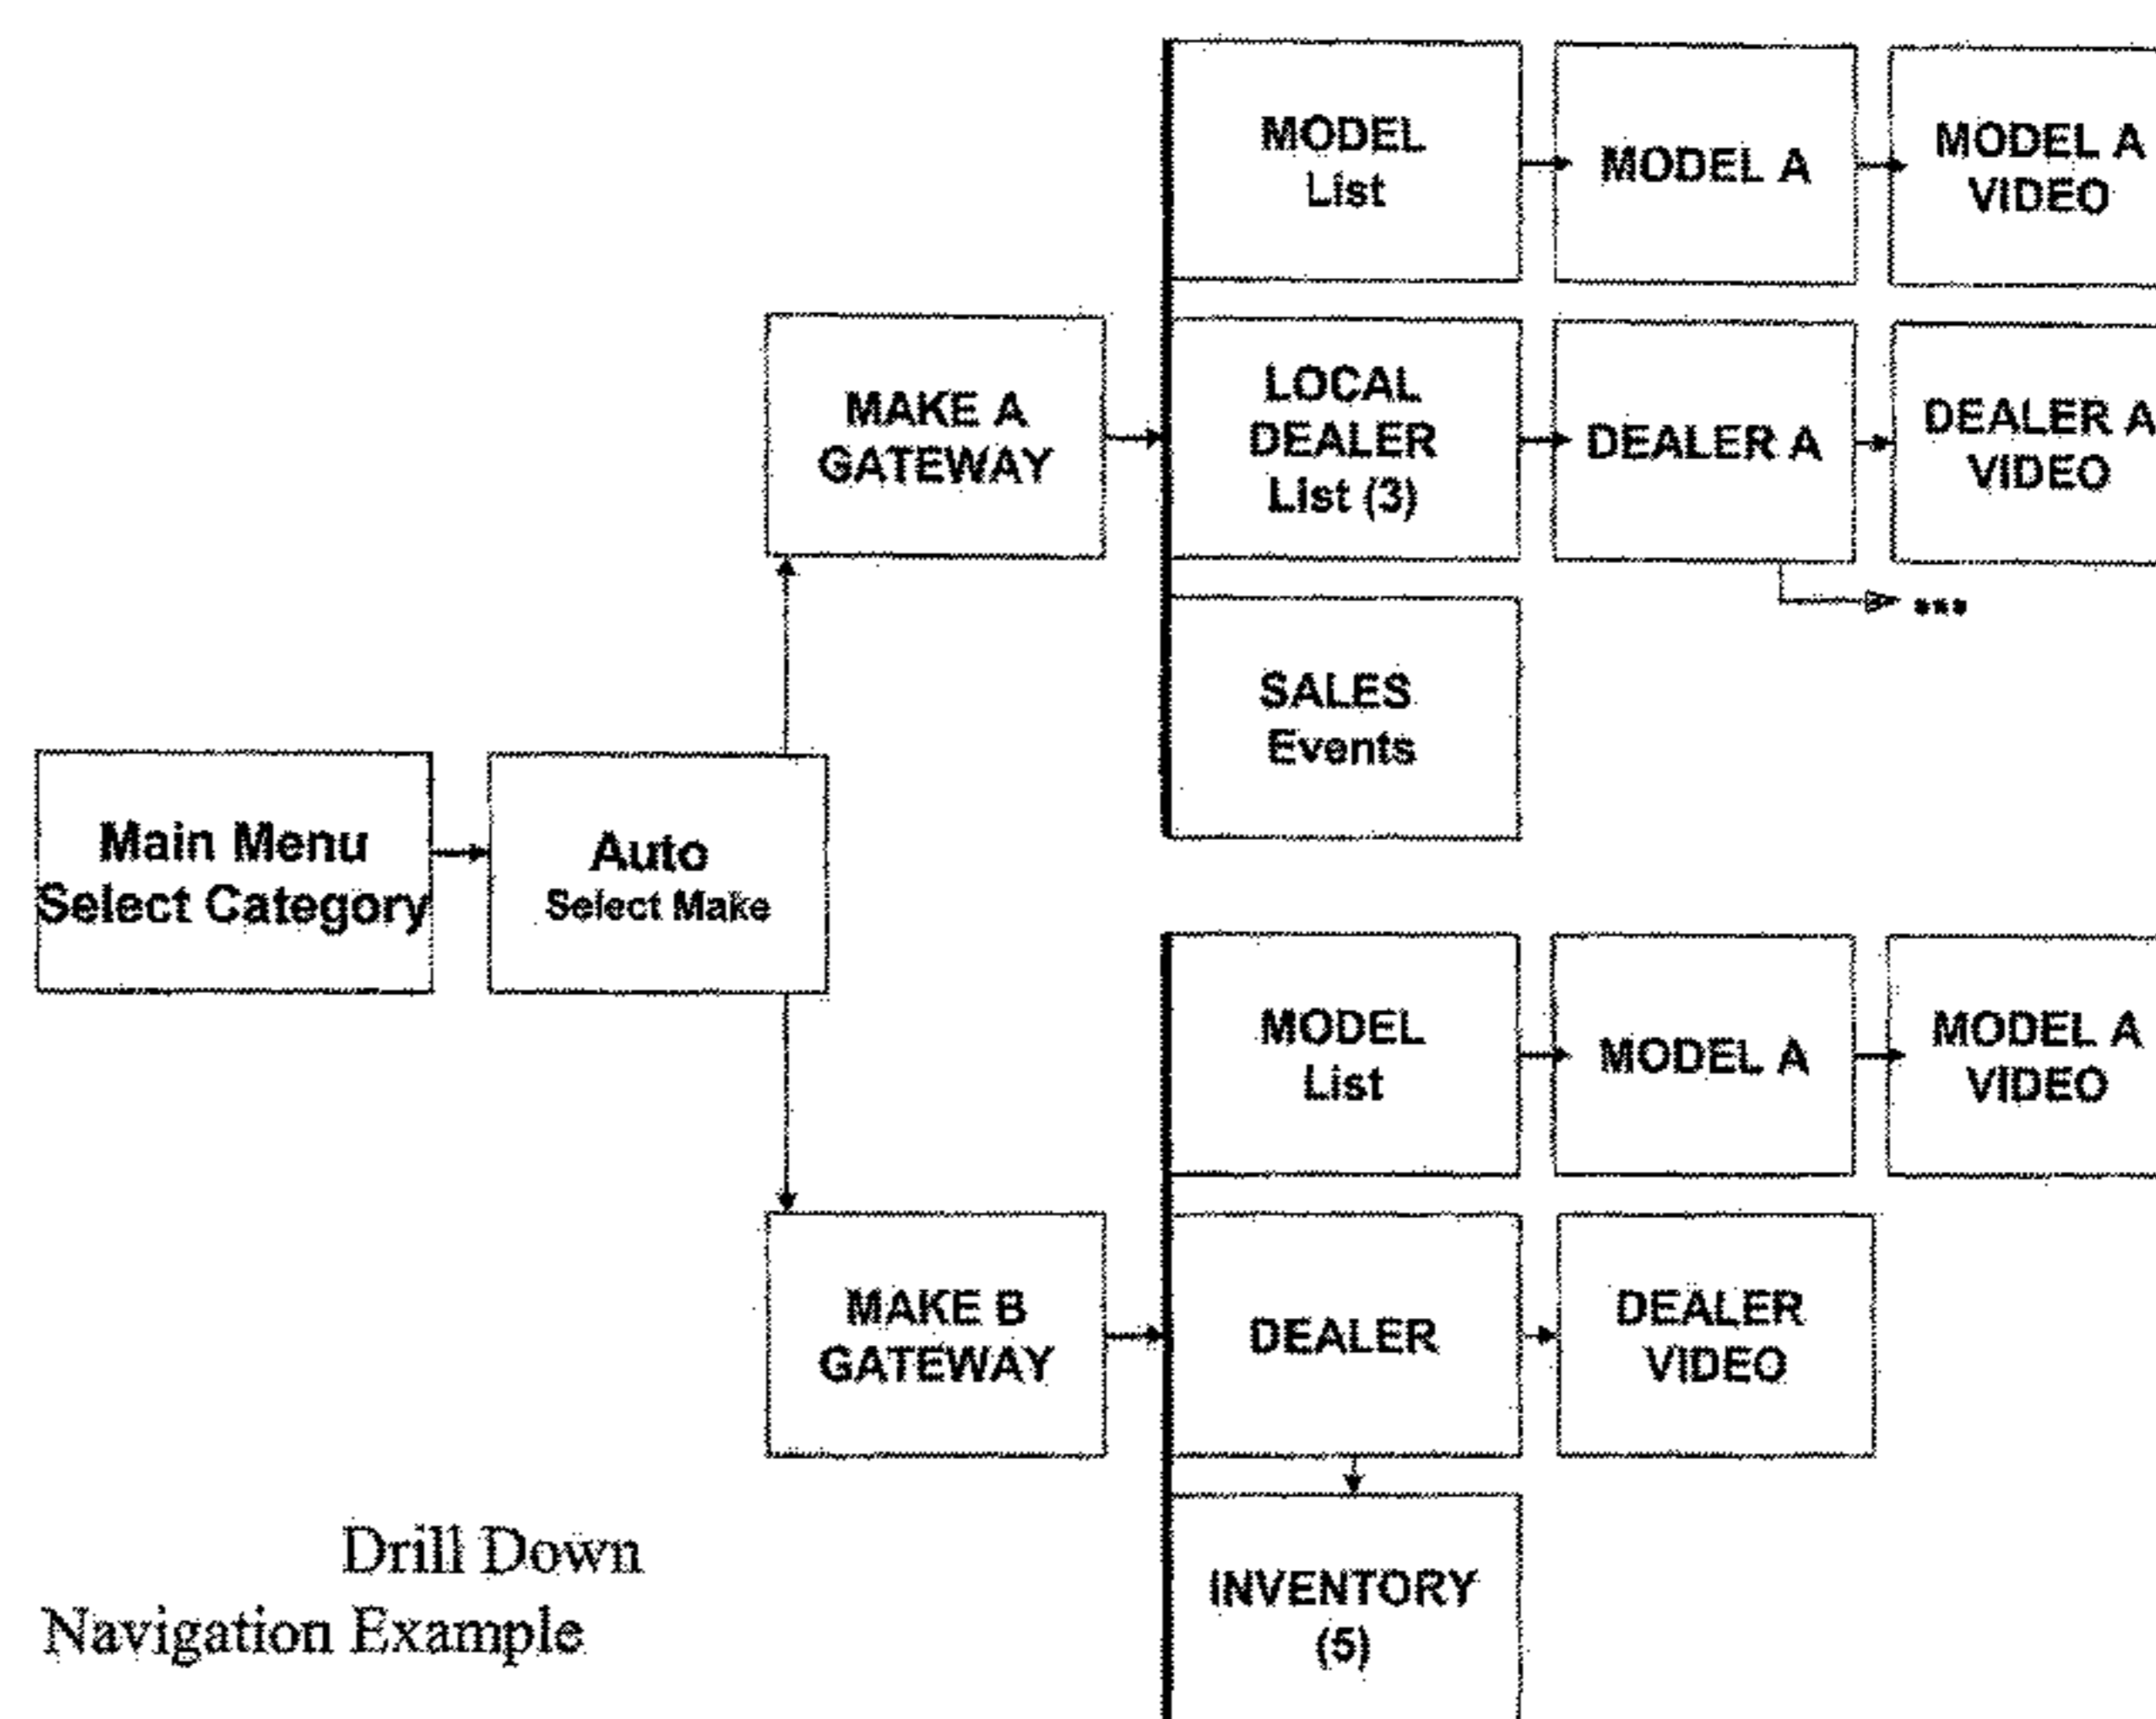 MODEL
List
MODEL A
MODEL A
VIDEO
MAKE A
GATEWAY
LOCAL
DEALER
List (3)
DEALER A
DEALER A
VIDEO
...
SALES
Events
Main Menu
Select Category
Auto
Select Make
MODEL
List
MODEL A
MODEL A
VIDEO
MAKE B
GATEWAY
DEALER
DEALER
VIDEO
INVENTORY
(5)
Drill Down
Navigation Example